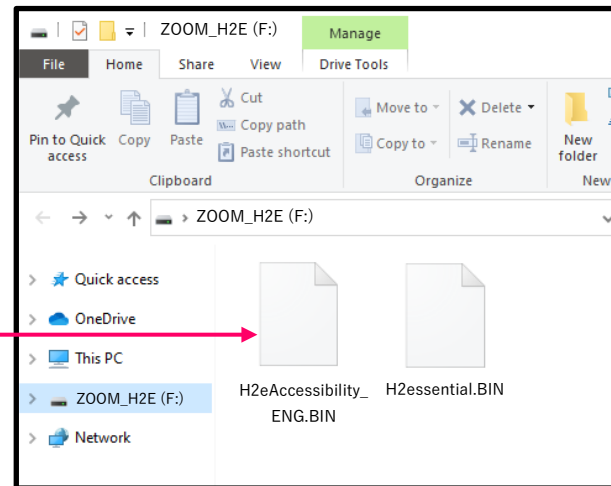 ZOOM_H2E (F:)
Manage
File Home Share View Drive Tools
Pin to Quick access
Copy
Paste
Cut
Copy path
Paste shortcut
Clipboard
Move to
Copy to
Delete
Rename
Organize
New folder
New
ZOOM_H2E (F:)
Quick access
OneDrive
This PC
ZOOM_H2E (F:)
Network
H2eAccessibility_
ENG.BIN
H2essential.BIN